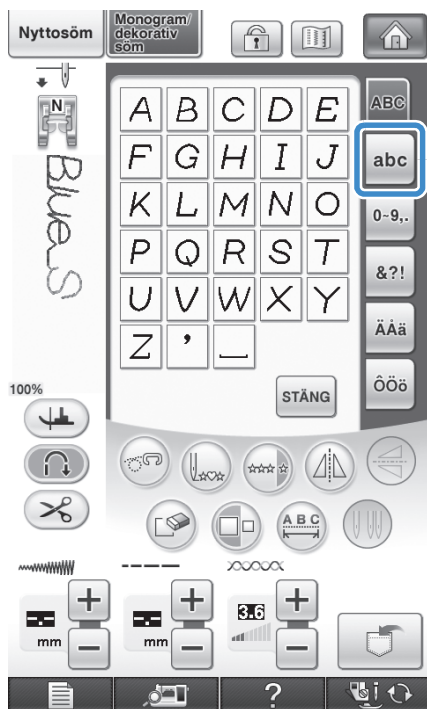 Nyttosöm
Monogram/
dekorativ
söm
N
Blue_S
100%
A B C D E
F G H I J
K L M N O
P Q R S T
U V W X Y
Z ’ _
STÄNG
ABC
abc
0~9,.
&?!
ÄÅä
ÔÖö
A B C
+
+
+
3.6
mm
mm
−
−
−
?